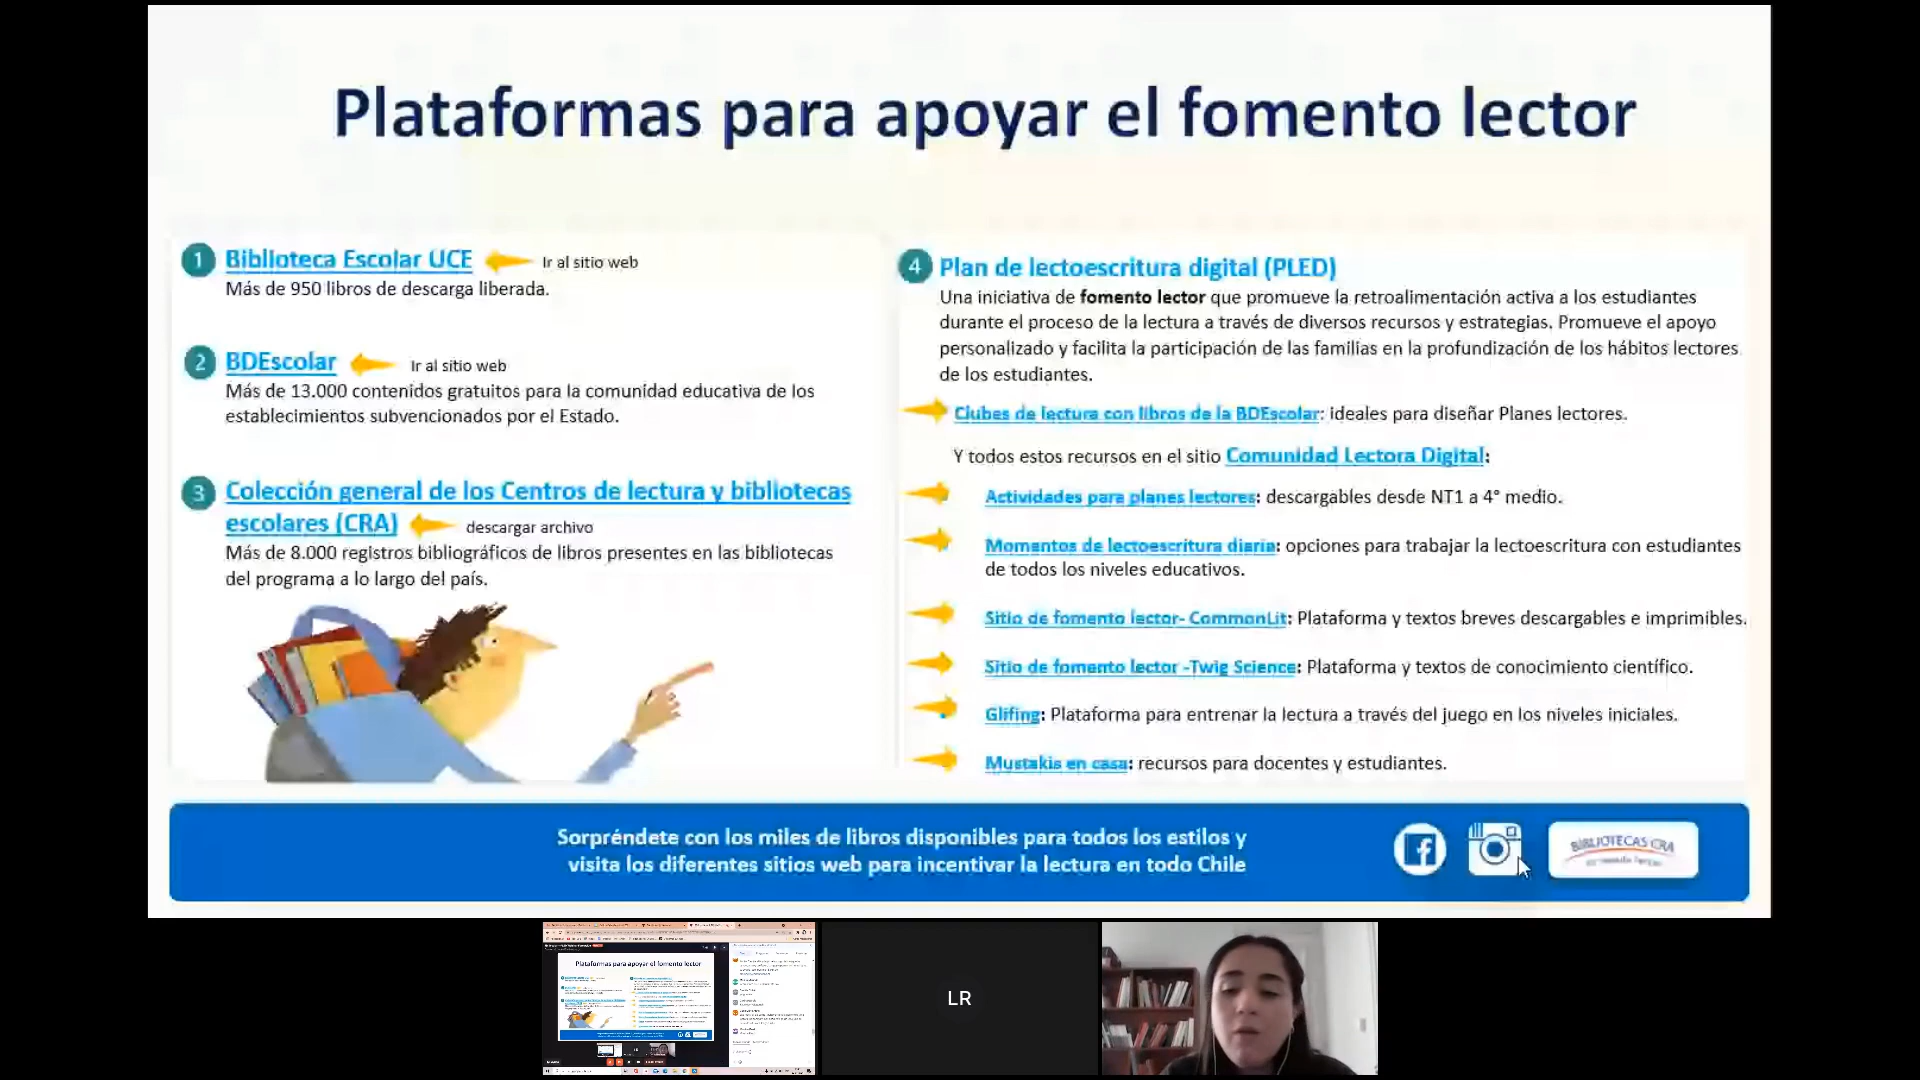 Plataformas para apoyar el fomento lector
1 Biblioteca Escolar UCE Ir al sitio web
Más de 950 libros de descarga liberada.
2 BDEscolar Ir al sitio web
Más de 13.000 contenidos gratuitos para la comunidad educativa de los
establecimientos subvencionados por el Estado.
3 Colección general de los Centros de lectura y bibliotecas
escolares (CRA) descargar archivo
Más de 8.000 registros bibliográficos de libros presentes en las bibliotecas
del programa a lo largo del país.
4 Plan de lectoescritura digital (PLED)
Una iniciativa de fomento lector que promueve la retroalimentación activa a los estudiantes
durante el proceso de la lectura a través de diversos recursos y estrategias. Promueve el apoyo
personalizado y facilita la participación de las familias en la profundización de los hábitos lectores
de los estudiantes.
Clubes de lectura con libros de la BDEscolar: ideales para diseñar Planes lectores.
Y todos estos recursos en el sitio Comunidad Lectora Digital:
Actividades para planes lectores: descargables desde NT1 a 4° medio.
Momentos de lectoescritura diaria: opciones para trabajar la lectoescritura con estudiantes
de todos los niveles educativos.
Sitio de fomento lector- CommonLit: Plataforma y textos breves descargables e imprimibles.
Sitio de fomento lector -Twig Science: Plataforma y textos de conocimiento científico.
Glifing: Plataforma para entrenar la lectura a través del juego en los niveles iniciales.
Mustakis en casa: recursos para docentes y estudiantes.
Sorpréndete con los miles de libros disponibles para todos los estilos y
visita los diferentes sitios web para incentivar la lectura en todo Chile
BIBLIOTECAS CRA
Plataformas para apoyar el fomento lector
LR